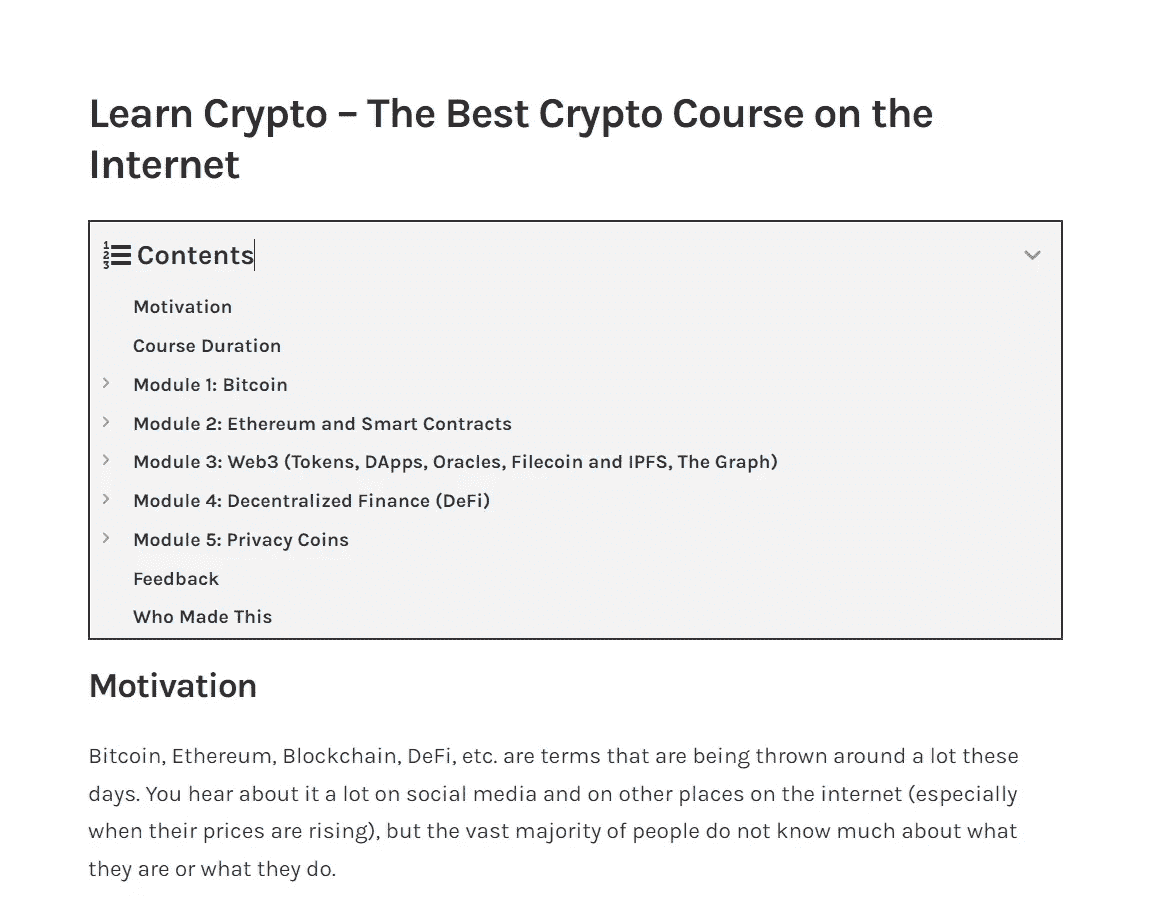 Learn Crypto – The Best Crypto Course on the
Internet
1
2
3
Contents
Motivation
Course Duration
Module 1: Bitcoin
Module 2: Ethereum and Smart Contracts
Module 3: Web3 (Tokens, DApps, Oracles, Filecoin and IPFS, The Graph)
Module 4: Decentralized Finance (DeFi)
Module 5: Privacy Coins
Feedback
Who Made This
Motivation
Bitcoin, Ethereum, Blockchain, DeFi, etc. are terms that are being thrown around a lot these
days. You hear about it a lot on social media and on other places on the internet (especially
when their prices are rising), but the vast majority of people do not know much about what
they are or what they do.